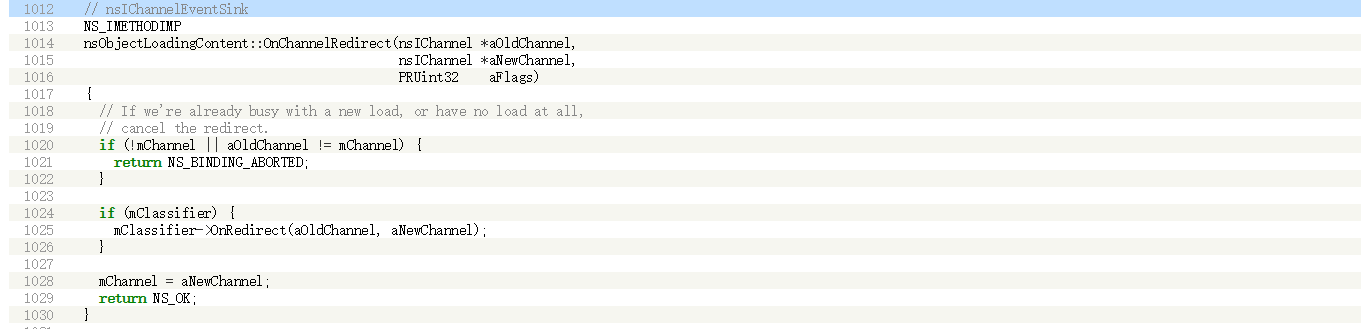 1012 // nsIChannelEventSink
1013 NS_IMETHODIMP
1014 nsObjectLoadingContent::OnChannelRedirect(nsIChannel *aOldChannel,
1015 nsIChannel *aNewChannel,
1016 PRUint32 aFlags)
1017 {
1018 // If we're already busy with a new load, or have no load at all,
1019 // cancel the redirect.
1020 if (!mChannel || aOldChannel != mChannel) {
1021 return NS_BINDING_ABORTED;
1022 }
1023
1024 if (mClassifier) {
1025 mClassifier->OnRedirect(aOldChannel, aNewChannel);
1026 }
1027
1028 mChannel = aNewChannel;
1029 return NS_OK;
1030 }